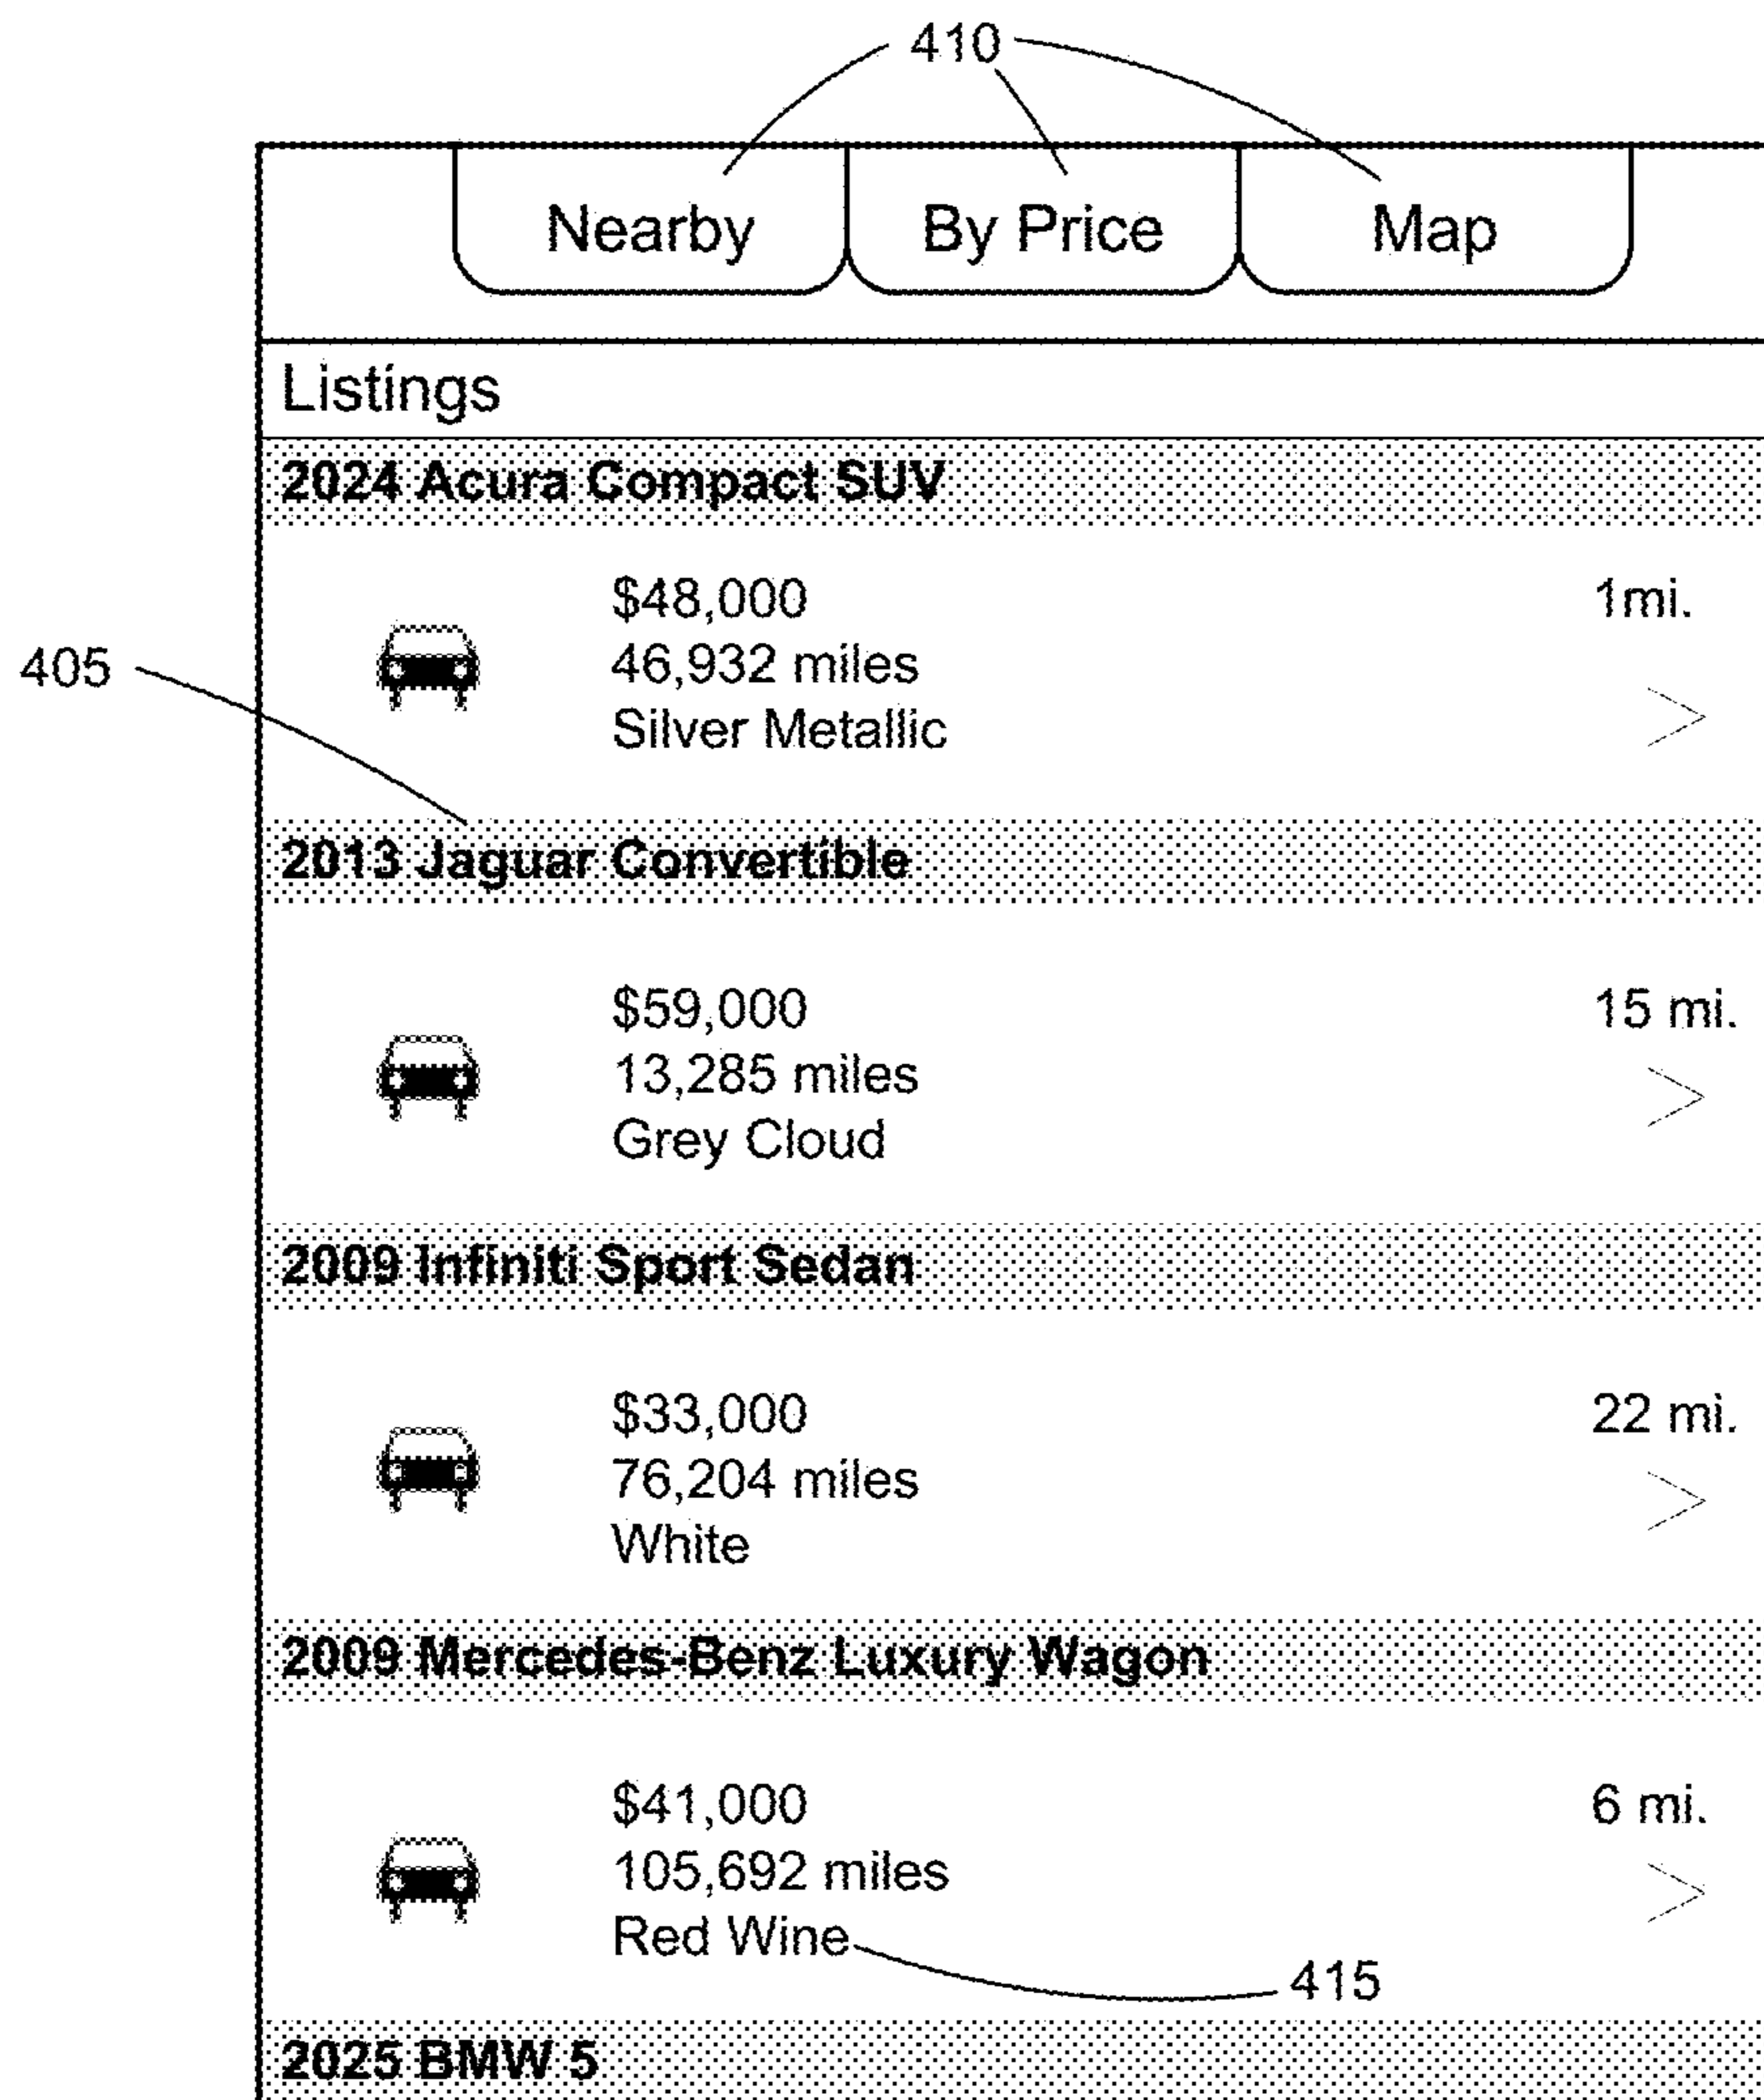 410
Nearby By Price Map
Listings
2024 Acura Compact SUV
$48,000 1mi.
46,932 miles
405
Silver Metallic
2013 Jaguar Convertible
$59,000 15 mi.
13,285 miles
Grey Cloud
2009 Infiniti Sport Sedan
$33,000 22 mi.
76,204 miles
White
2009 Mercedes-Benz Luxury Wagon
$41,000 6 mi.
105,692 miles
Red Wine
415
2025 BMW 5